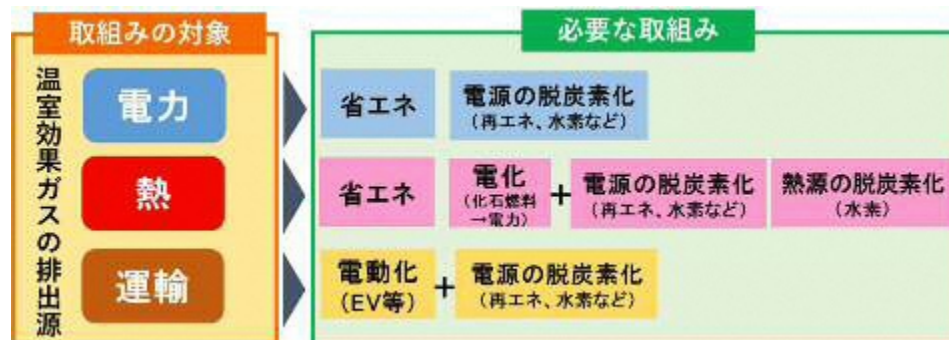 取組みの対象
必要な取組み
温室効果ガスの排出源
電力
省エネ
電源の脱炭素化
(再エネ、水素など)
熱
省エネ
電化
(化石燃料
→電力)
+
電源の脱炭素化
(再エネ、水素など)
熱源の脱炭素化
(水素)
運輸
電動化
(EV等)
+
電源の脱炭素化
(再エネ、水素など)